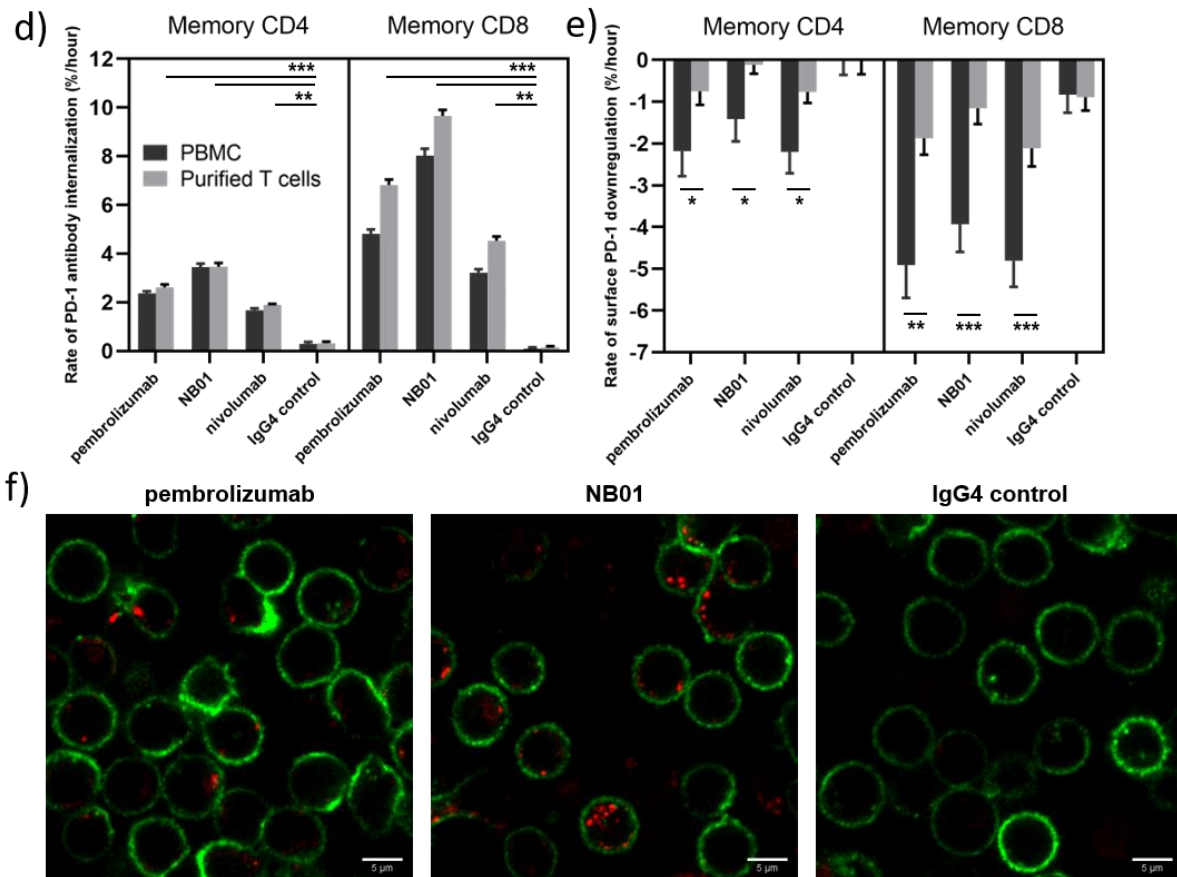 d)
Memory CD4
Memory CD8
Rate of PD-1 antibody internalization (%/hour)
12
10
8
6
4
2
0
***
**
***
**
PBMC
Purified T cells
pembrolizumab
NB01
nivolumab
IgG4 control
pembrolizumab
NB01
nivolumab
IgG4 control
e)
Memory CD4
Memory CD8
Rate of surface PD-1 downregulation (%/hour)
0
-1
-2
-3
-4
-5
-6
-7
*
*
*
**
***
***
pembrolizumab
NB01
nivolumab
IgG4 control
pembrolizumab
NB01
nivolumab
IgG4 control
f)
pembrolizumab
NB01
IgG4 control
5 µm
5 µm
5 µm